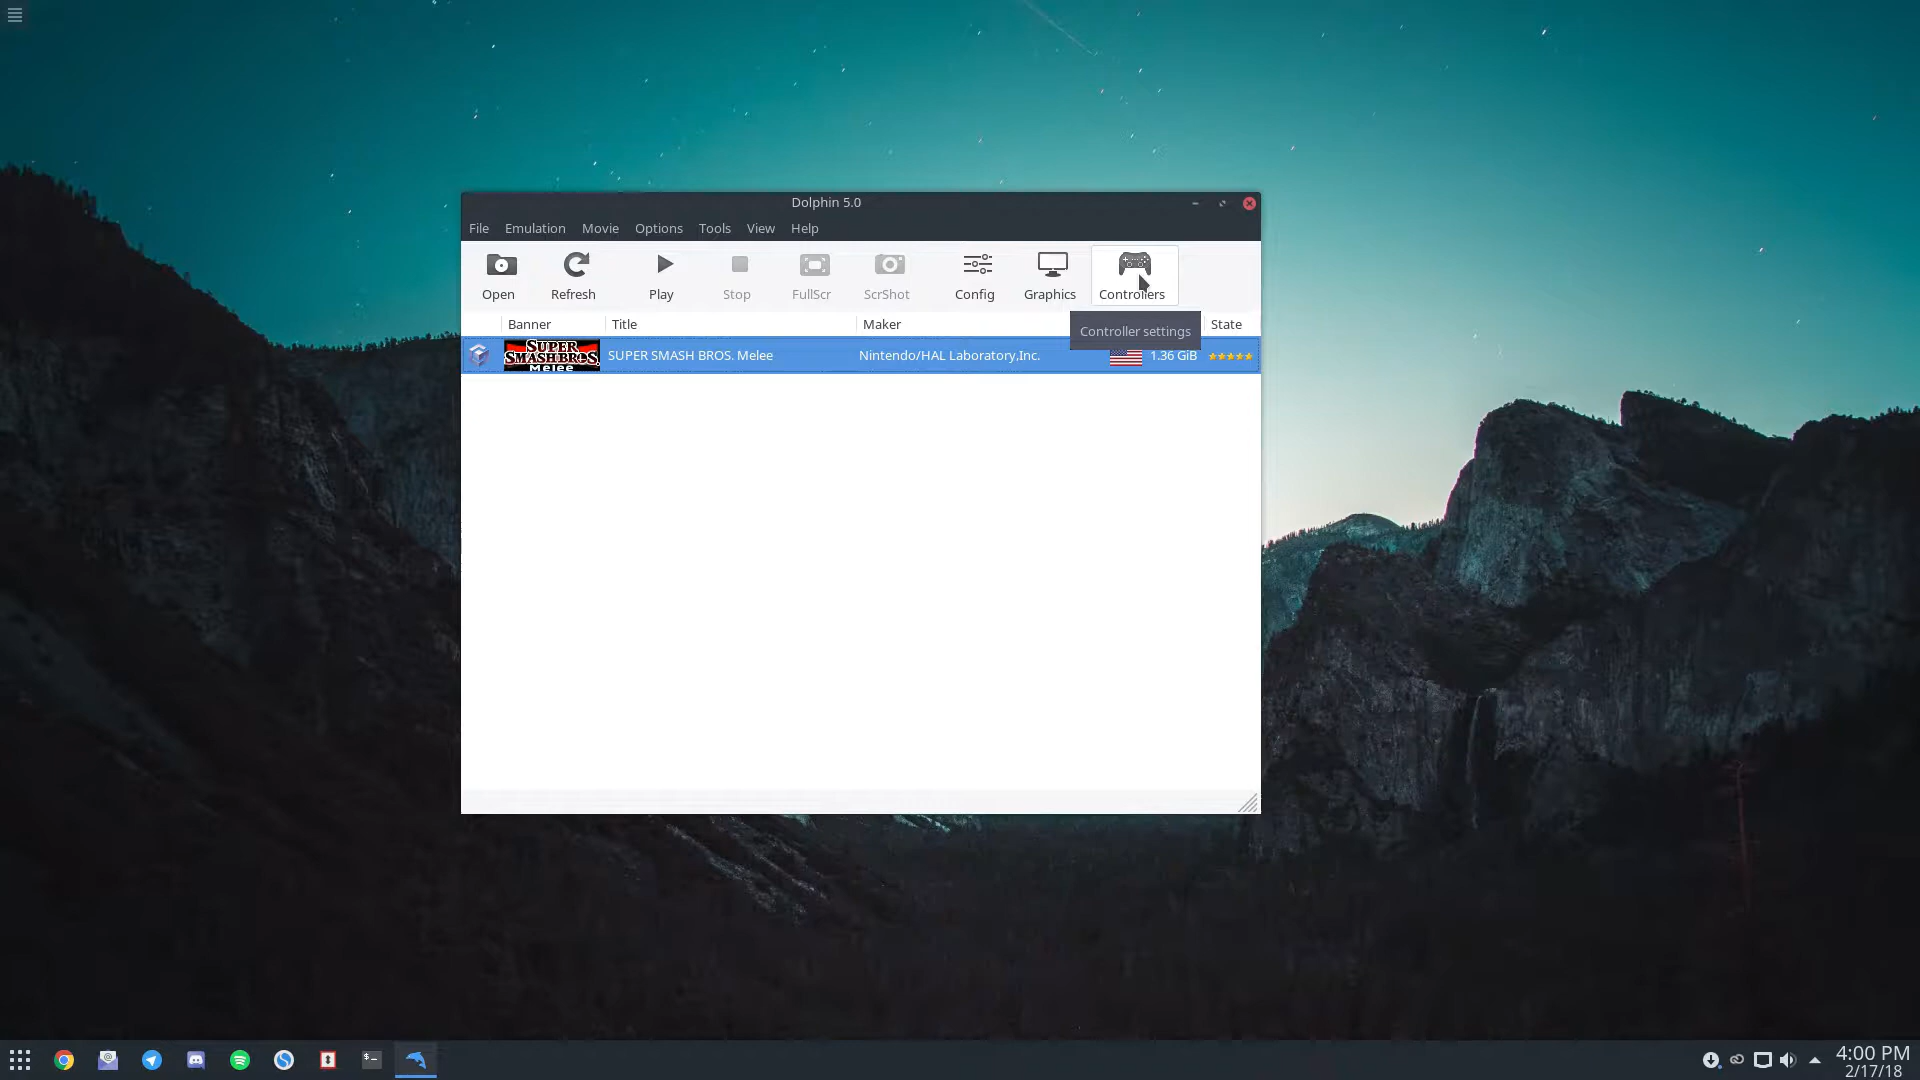 Dolphin 5.0
File Emulation Movie Options Tools View Help
Open Refresh Play Stop FullScr ScrShot Config Graphics Controllers
Banner Title Maker State
Controller settings
SUPER SMASH BROS. Melee SUPER SMASH BROS. Melee Nintendo/HAL Laboratory,Inc. 1.36 GiB
4:00 PM
2/17/18